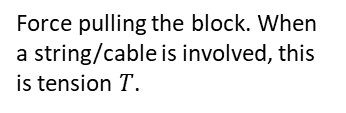 Force pulling the block. When
a string/cable is involved, this
is tension T.